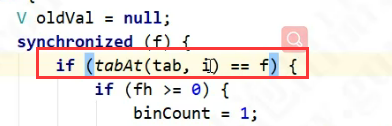 V oldVal = null;
synchronized (f) {
if (tabAt(tab, i) == f) {
if (fh >= 0) {
binCount = 1;